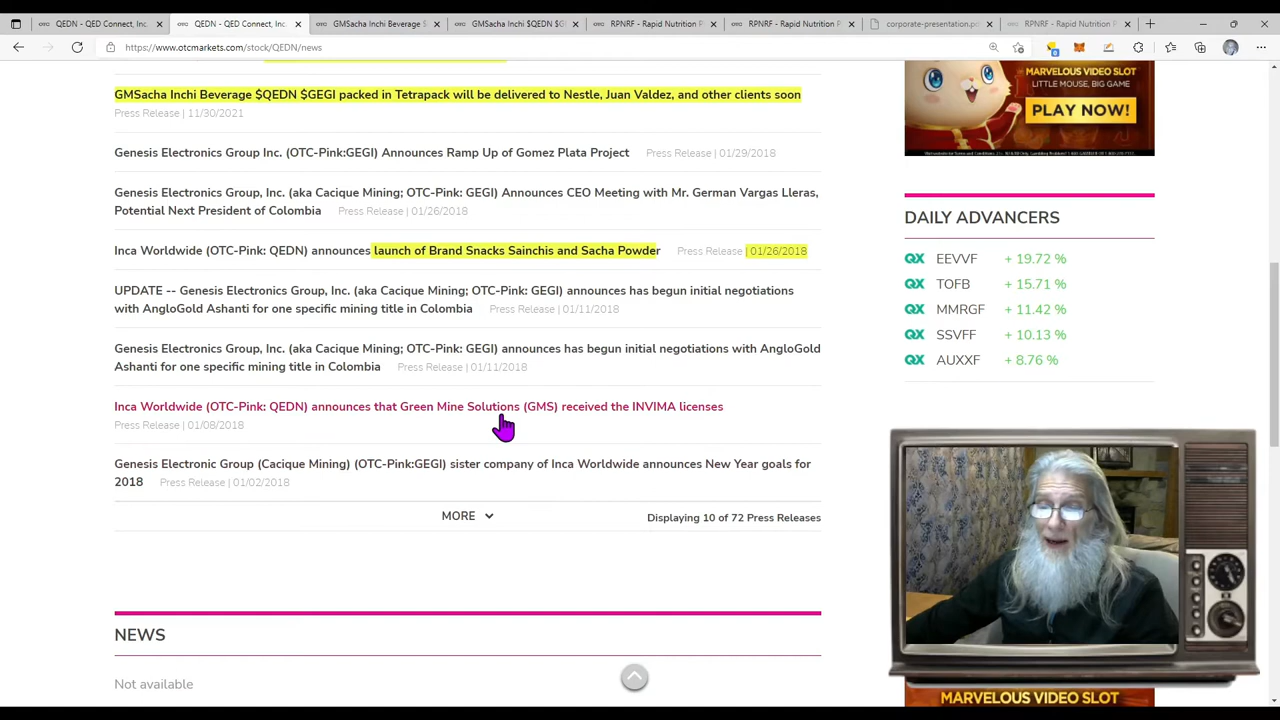 QEDN - QED Connect, Inc.
QEDN - QED Connect, Inc.
GMSacha Inchi Beverage $
GMSacha Inchi $QEDN $G
RPNRF - Rapid Nutrition P
RPNRF - Rapid Nutrition P
corporate-presentation.p
RPNRF - Rapid Nutrition P
https://www.otcmarkets.com/stock/QEDN/news
GMSacha Inchi Beverage $QEDN $GEGI packed in Tetrapack will be delivered to Nestle, Juan Valdez, and other clients soon
Press Release | 11/30/2021
Genesis Electronics Group, Inc. (OTC-Pink:GEGI) Announces Ramp Up of Gomez Plata Project Press Release | 01/29/2018
Genesis Electronics Group, Inc. (aka Cacique Mining; OTC-Pink: GEGI) Announces CEO Meeting with Mr. German Vargas Lleras,
Potential Next President of Colombia Press Release | 01/26/2018
Inca Worldwide (OTC-Pink: QEDN) announces launch of Brand Snacks Sainchis and Sacha Powder Press Release | 01/26/2018
UPDATE -- Genesis Electronics Group, Inc. (aka Cacique Mining; OTC-Pink: GEGI) announces has begun initial negotiations
with AngloGold Ashanti for one specific mining title in Colombia Press Release | 01/11/2018
Genesis Electronics Group, Inc. (aka Cacique Mining; OTC-Pink: GEGI) announces has begun initial negotiations with AngloGold
Ashanti for one specific mining title in Colombia Press Release | 01/11/2018
Inca Worldwide (OTC-Pink: QEDN) announces that Green Mine Solutions (GMS) received the INVIMA licenses
Press Release | 01/08/2018
Genesis Electronic Group (Cacique Mining) (OTC-Pink:GEGI) sister company of Inca Worldwide announces New Year goals for
2018 Press Release | 01/02/2018
MORE
Displaying 10 of 72 Press Releases
NEWS
Not available
MARVELOUS VIDEO SLOT
LITTLE MOUSE, BIG GAME
PLAY NOW!
DAILY ADVANCERS
QX EEVVF + 19.72 %
QX TOFB + 15.71 %
QX MMRGF + 11.42 %
QX SSVFF + 10.13 %
QX AUXXF + 8.76 %
MARVELOUS VIDEO SLOT